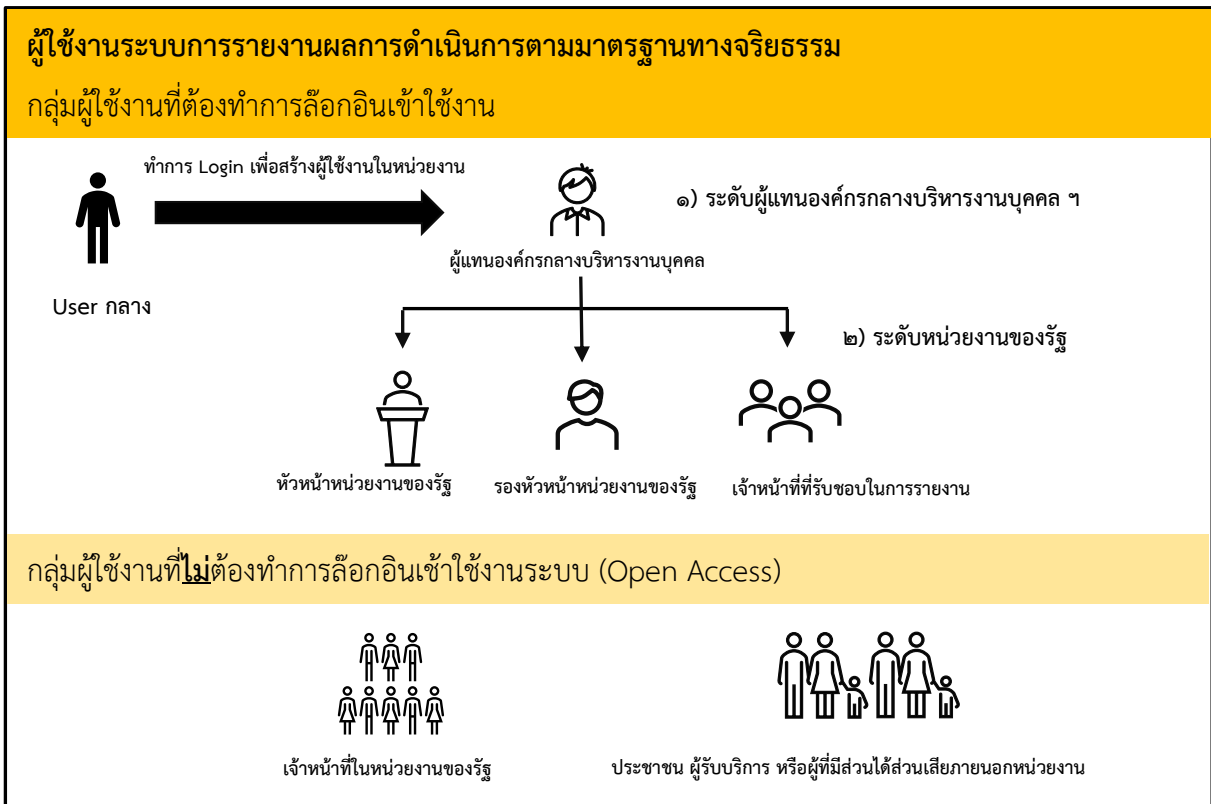 ผู้ใช้งานระบบการรายงานผลการดำเนินการตามมาตรฐานทางจริยธรรม
กลุ่มผู้ใช้งานที่ต้องทำการล๊อกอินเข้าใช้งาน
ทำการ Login เพื่อสร้างผู้ใช้งานในหน่วยงาน
๑) ระดับผู้แทนองค์กรกลางบริหารงานบุคคล ฯ
ผู้แทนองค์กรกลางบริหารงานบุคคล
User กลาง
๒) ระดับหน่วยงานของรัฐ
หัวหน้าหน่วยงานของรัฐ
รองหัวหน้าหน่วยงานของรัฐ
เจ้าหน้าที่ที่รับชอบในการรายงาน
กลุ่มผู้ใช้งานที่ไม่ต้องทำการล๊อกอินเช้าใช้งานระบบ (Open Access)
เจ้าหน้าที่ในหน่วยงานของรัฐ
ประชาชน ผู้รับบริการ หรือผู้ที่มีส่วนได้ส่วนเสียภายนอกหน่วยงาน